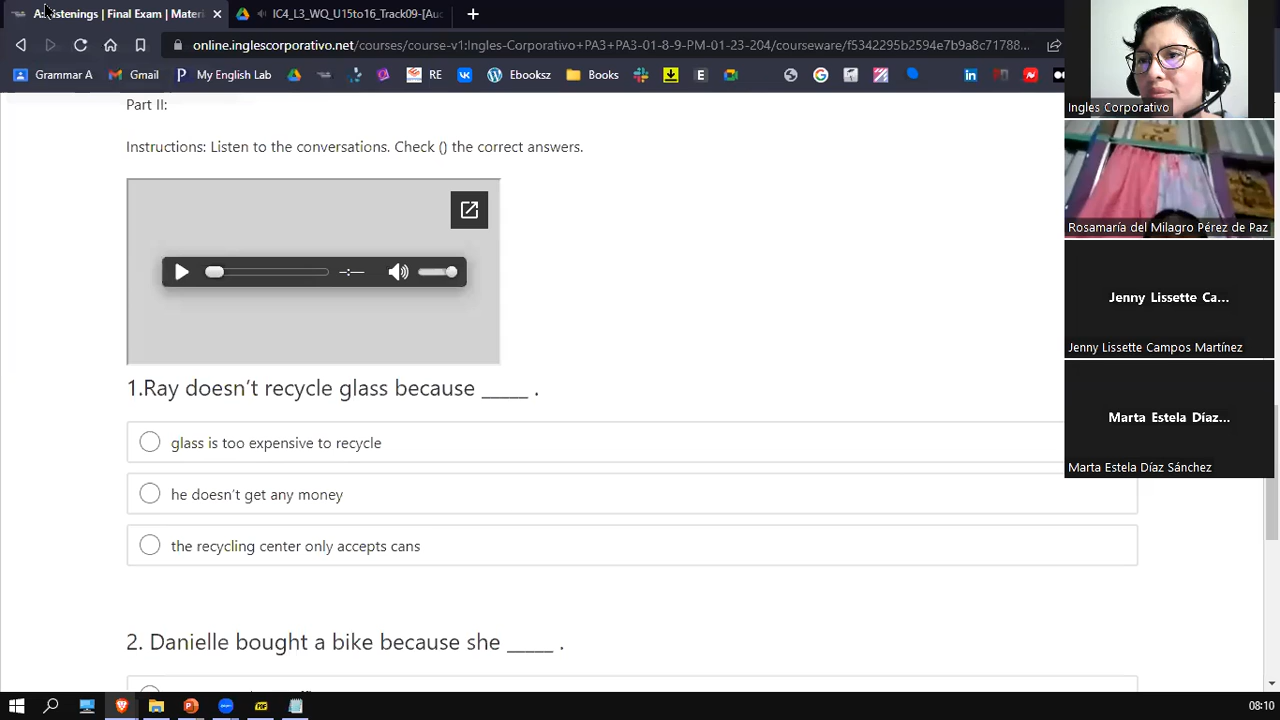 As istenings | Final Exam | Materi
IC4_L3_WQ_U15to16_Track09-[Auc
online.inglescorporativo.net/courses/course-v1:Ingles-Corporativo+PA3+PA3-01-8-9-PM-01-23-204/courseware/f5342295b2594e7b9a8c71788...
Grammar A
Gmail
My English Lab
RE
Ebooksz
Books
E
Part II:
Instructions: Listen to the conversations. Check () the correct answers.
-:--
1.Ray doesn't recycle glass because _____ .
glass is too expensive to recycle
he doesn't get any money
the recycling center only accepts cans
2. Danielle bought a bike because she _____ .
Ingles Corporativo
Rosamaría del Milagro Pérez de Paz
Jenny Lissette Ca...
Jenny Lissette Campos Martínez
Marta Estela Díaz...
Marta Estela Díaz Sánchez
08:10